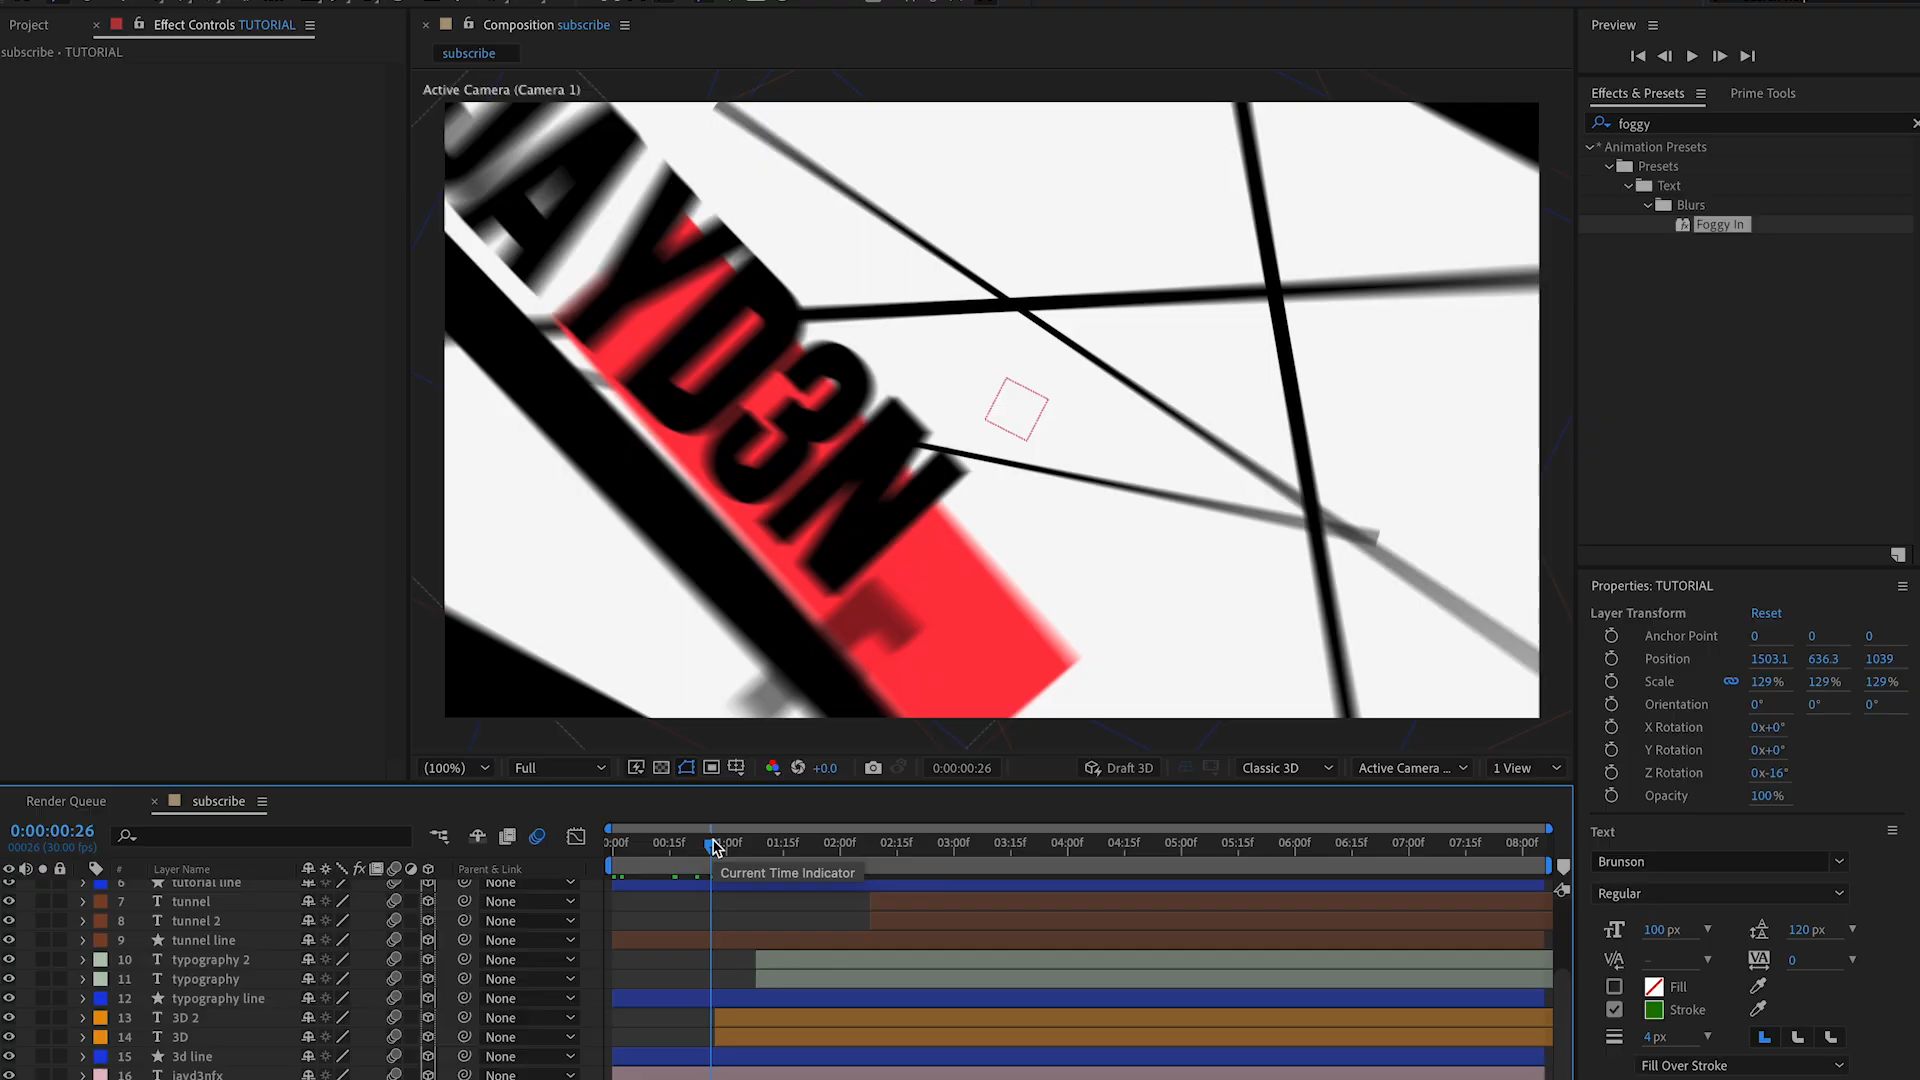 Project
× Effect Controls TUTORIAL
× Composition subscribe
Preview
subscribe • TUTORIAL
subscribe
Active Camera (Camera 1)
JAYD3N
Effects & Presets
Prime Tools
foggy
* Animation Presets
Presets
Text
Blurs
Foggy In
Properties: TUTORIAL
Layer Transform
Reset
Anchor Point 0 0 0
Position 1503.1 636.3 1039
Scale 129% 129% 129%
Orientation 0° 0° 0°
X Rotation 0x+0°
Y Rotation 0x+0°
Z Rotation 0x-16°
Opacity 100%
(100%) Full +0.0 0:00:00:26 Draft 3D Classic 3D Active Camera ... 1 View
Render Queue
× subscribe
0:00:00:26
00026 (30.00 fps)
:00f 00:15f 01:00f 01:15f 02:00f 02:15f 03:00f 03:15f 04:00f 04:15f 05:00f 05:15f 06:00f 06:15f 07:00f 07:15f 08:00f
# Layer Name Parent & Link
Current Time Indicator
6 tutorial line None
7 T tunnel None
8 T tunnel 2 None
9 tunnel line None
10 T typography 2 None
11 T typography None
12 typography line None
13 T 3D 2 None
14 T 3D None
15 3d line None
16 T jayd3nfx None
Text
Brunson
Regular
100 px 120 px
- 0
Fill
Stroke
4 px
Fill Over Stroke